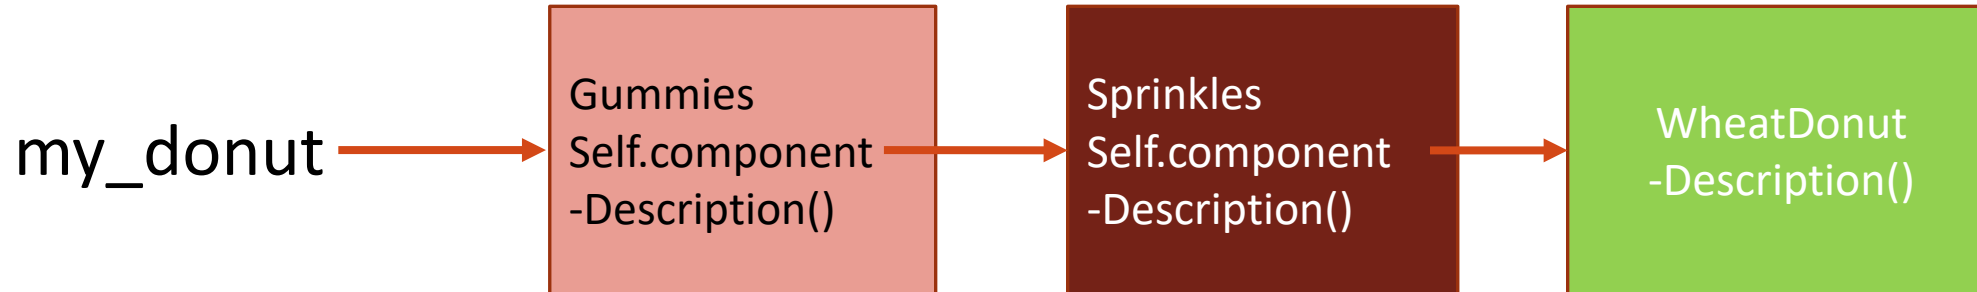 my_donut
Gummies
Self.component
-Description()
Sprinkles
Self.component
-Description()
WheatDonut
-Description()